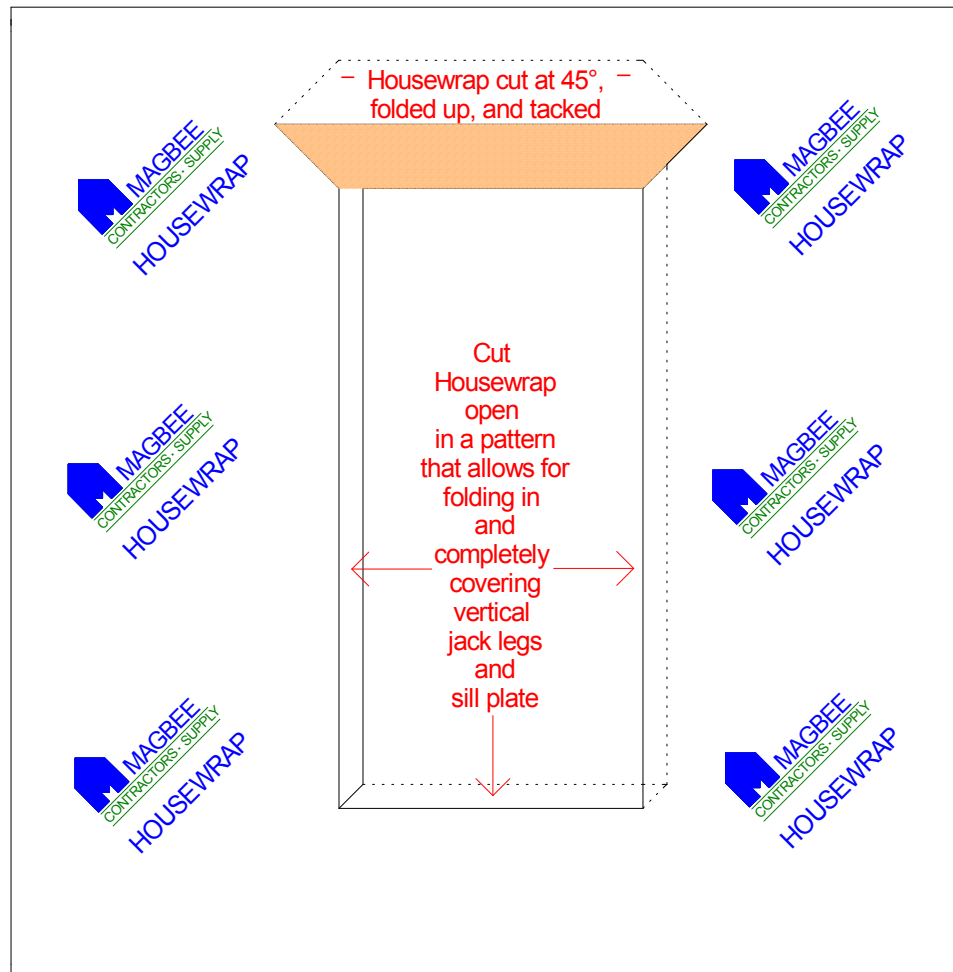 Housewrap cut at 45°,
folded up, and tacked
MAGBEE
CONTRACTORS · SUPPLY
HOUSEWRAP
MAGBEE
CONTRACTORS · SUPPLY
HOUSEWRAP
Cut
Housewrap
open
in a pattern
that allows for
folding in
and
completely
covering
vertical
jack legs
and
sill plate
MAGBEE
CONTRACTORS · SUPPLY
HOUSEWRAP
MAGBEE
CONTRACTORS · SUPPLY
HOUSEWRAP
MAGBEE
CONTRACTORS · SUPPLY
HOUSEWRAP
MAGBEE
CONTRACTORS · SUPPLY
HOUSEWRAP